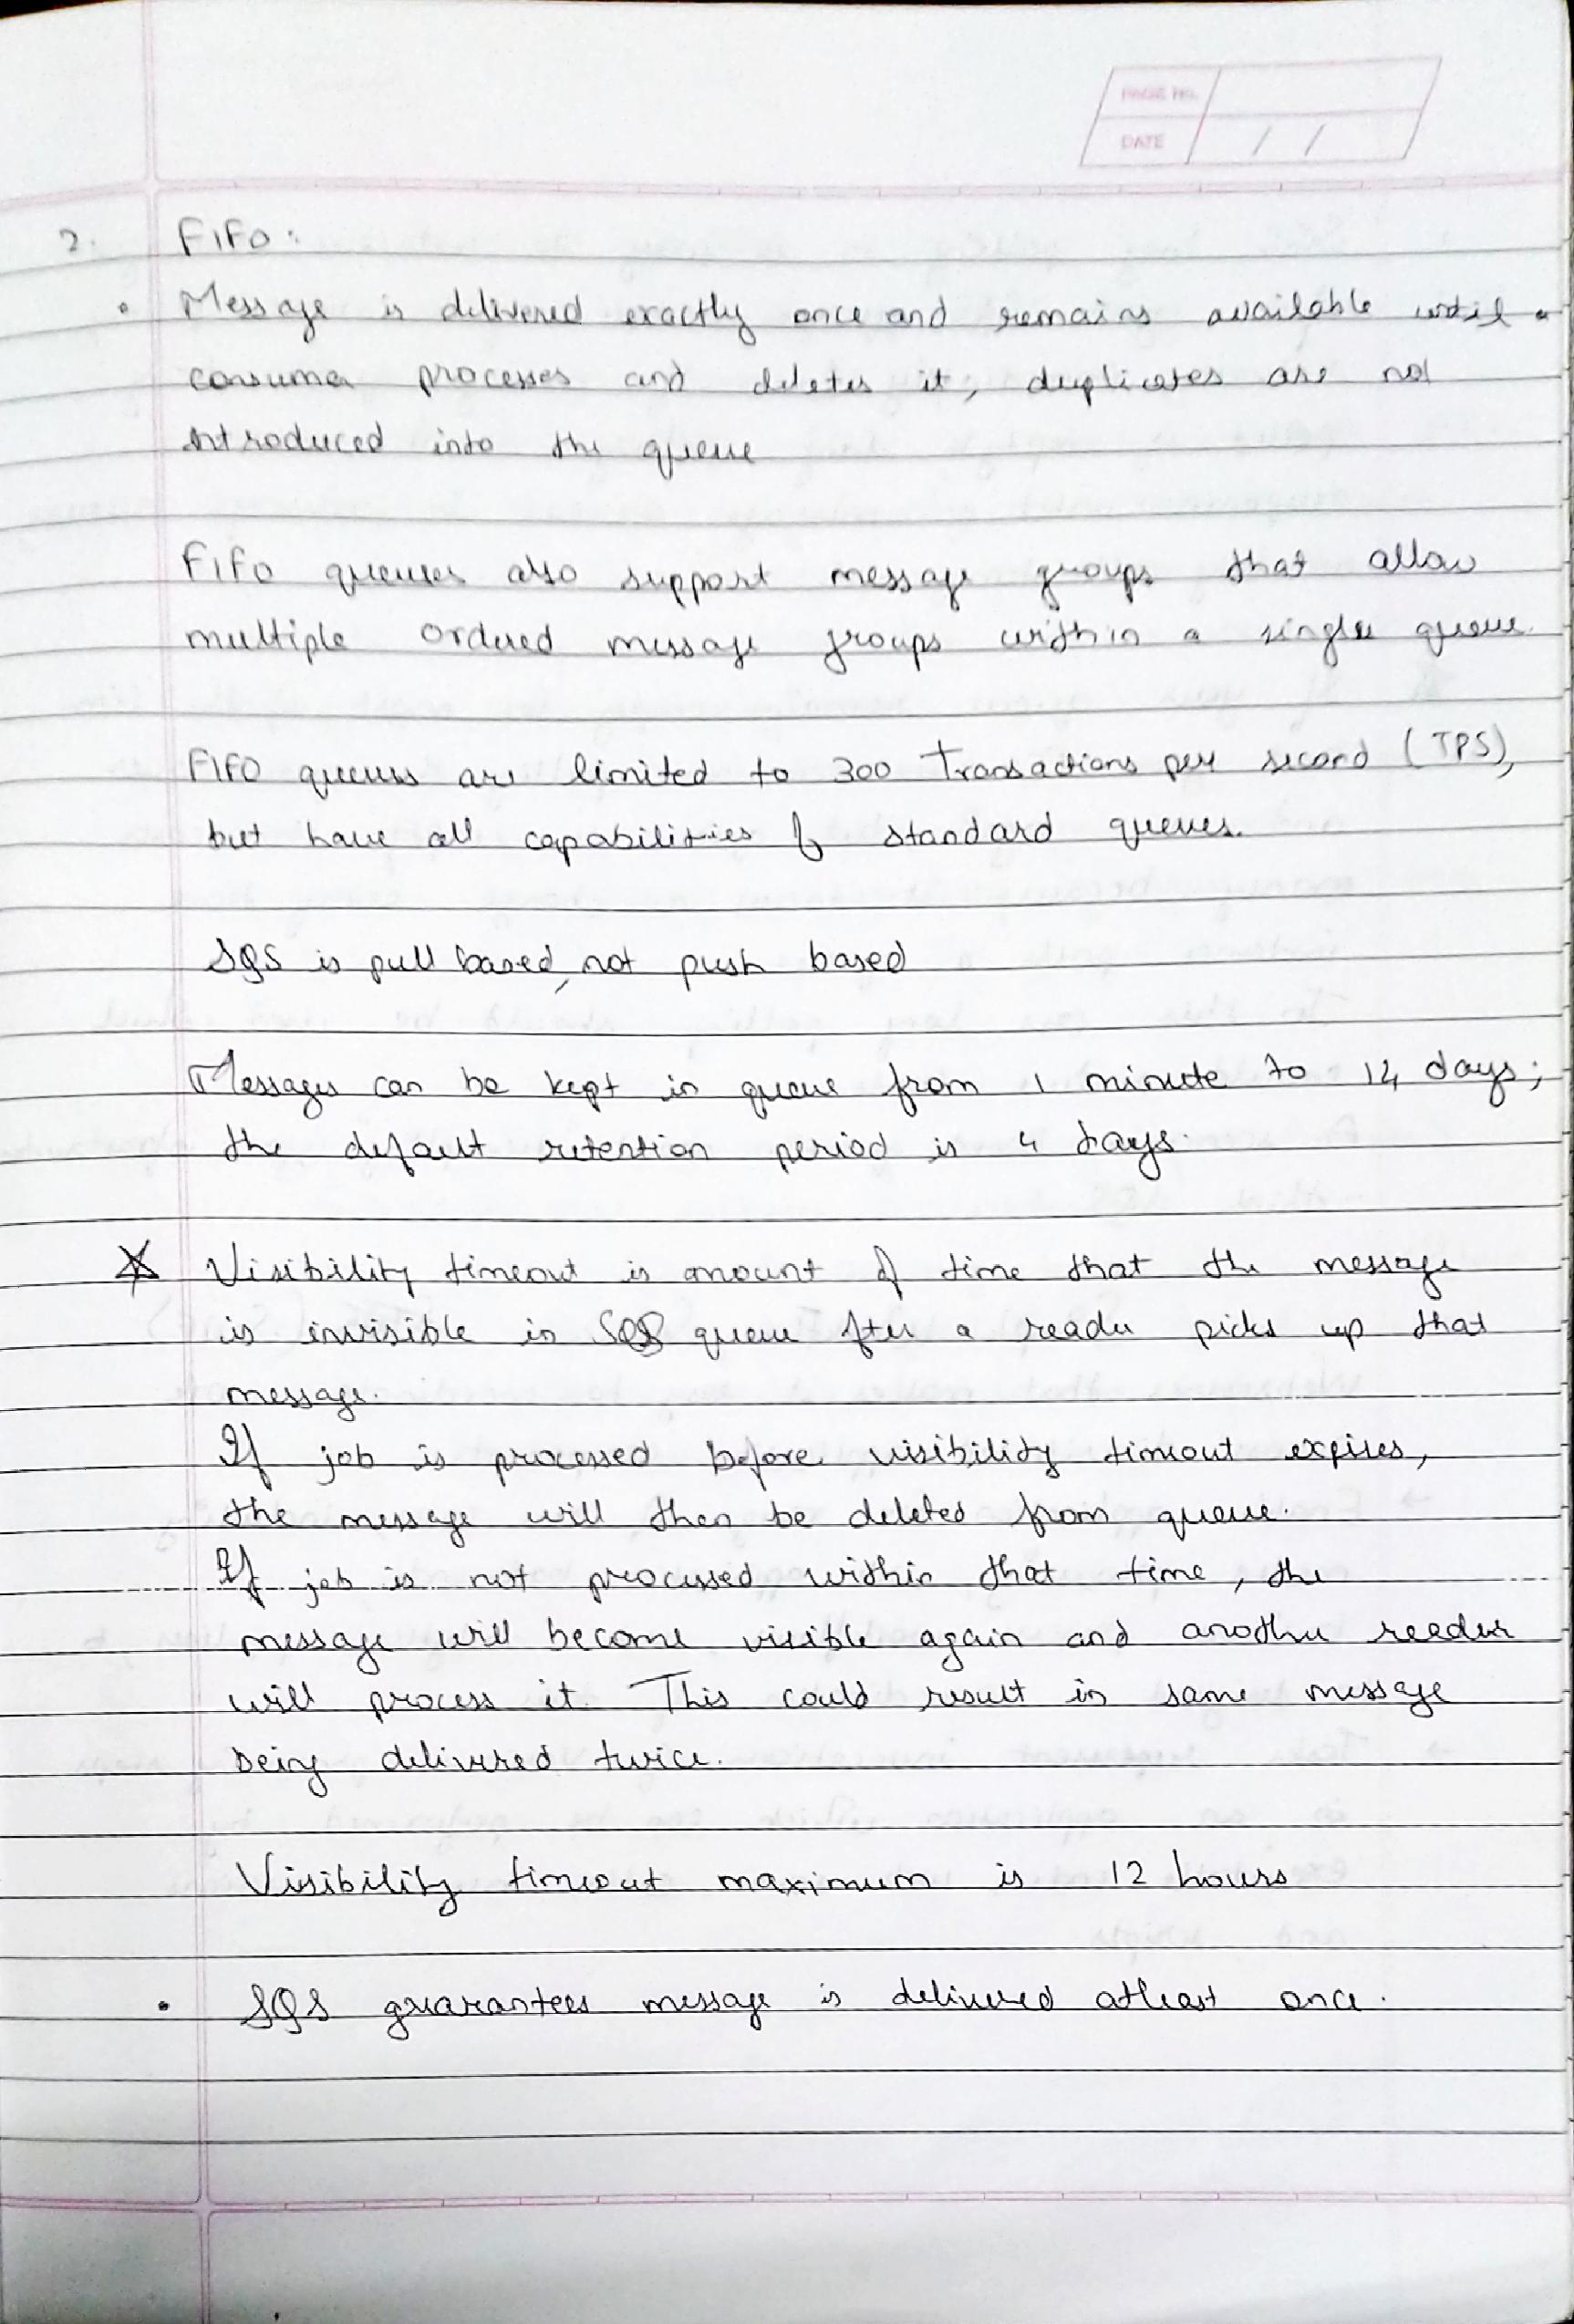 PAGE No.
DATE / /
2. FIFO:
• Message is delivered exactly once and remains available until a
consumer processes and deletes it, duplicates are not
introduced into the queue
FIFO queues also support message groups that allow
multiple ordered message groups within a single queue.
FIFO queues are limited to 300 Transactions per second (TPS),
but have all capabilities of standard queues.
SQS is pull based, not push based
Messages can be kept in queue from 1 minute to 14 days;
the default retention period is 4 days.
☆ Visibility timeout is amount of time that the message
is invisible in SQS queue after a reader picks up that
message.
If job is processed before visibility timeout expires,
the message will then be deleted from queue.
If job is not processed within that time, the
message will become visible again and another reader
will process it. This could result in same message
being delivered twice.
Visibility timeout maximum is 12 hours
• SQS guarantees message is delivered atleast once.